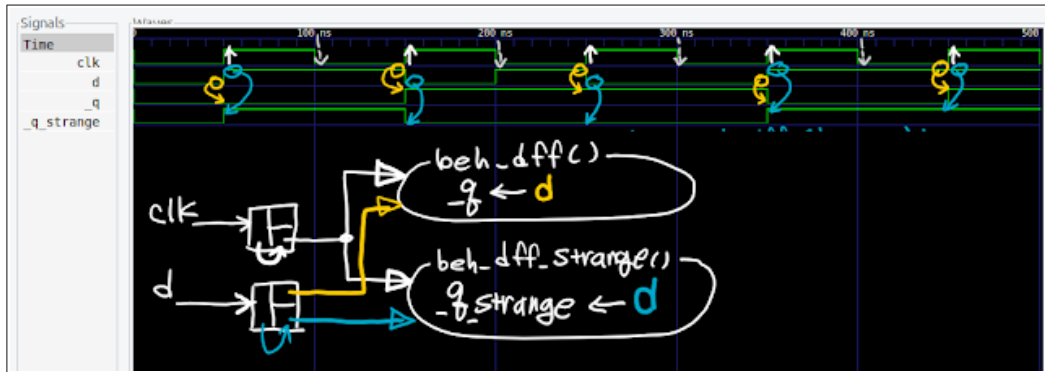 Signals
Waves
Time
100 ns
200 ns
300 ns
400 ns
500
clk
d
_q
_q_strange
beh_dff()
_q ← d
clk
d
beh_dff_strange()
_q_strange ← d